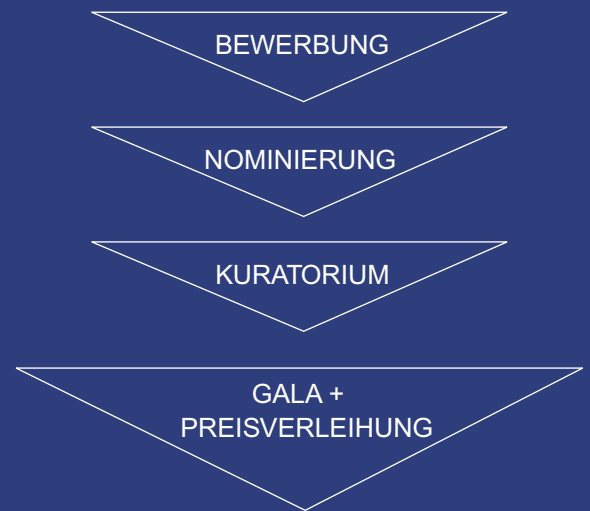 BEWERBUNG
NOMINIERUNG
KURATORIUM
GALA +
PREISVERLEIHUNG